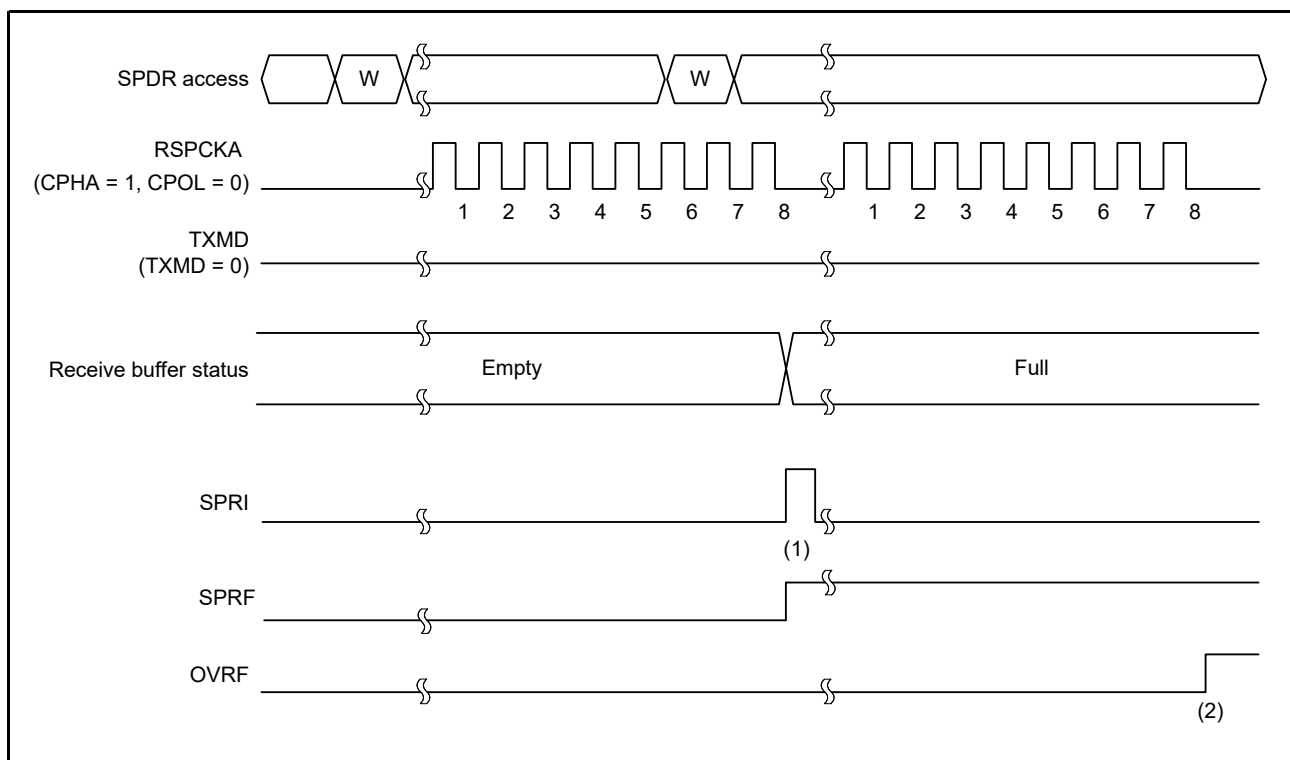 SPDR access W W
RSPCKA
(CPHA = 1, CPOL = 0)
1 2 3 4 5 6 7 8 1 2 3 4 5 6 7 8
TXMD
(TXMD = 0)
Receive buffer status Empty Full
SPRI
(1)
SPRF
OVRF
(2)